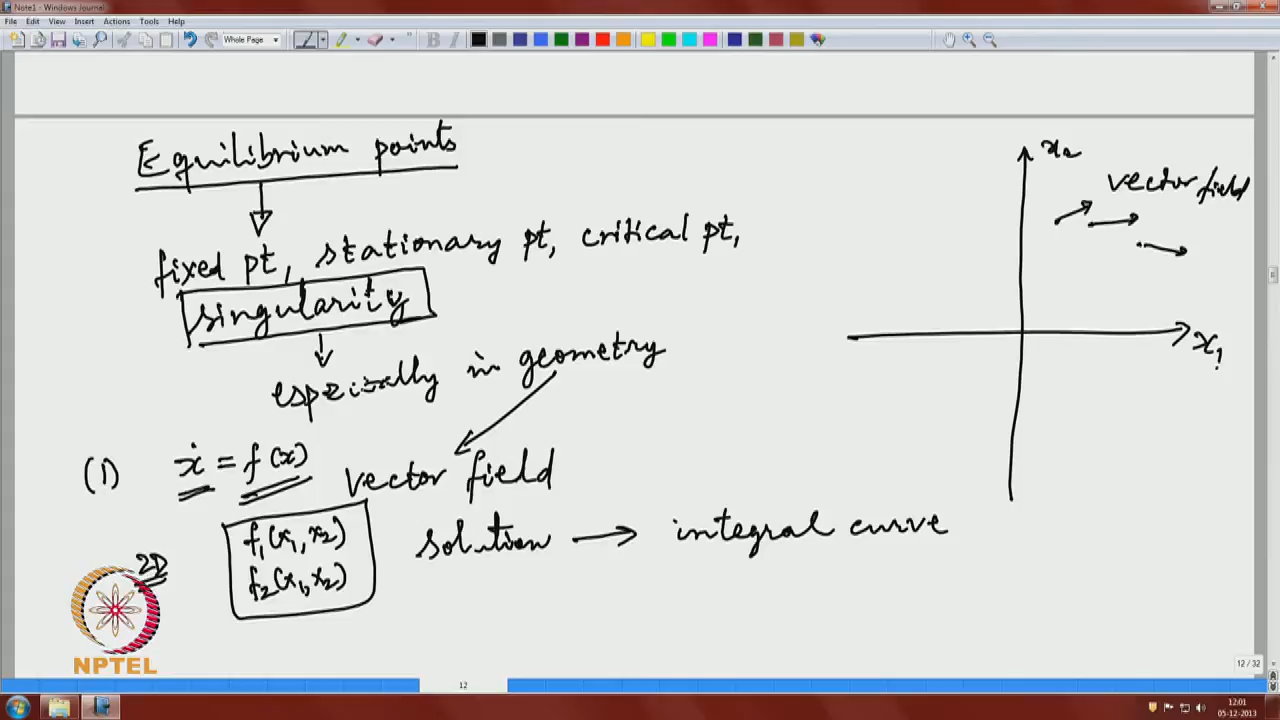 Note1 - Windows Journal
File Edit View Insert Actions Tools Help
Whole Page
Equilibrium points
fixed pt, stationary pt, critical pt,
singularity
especially in geometry
(1) ẋ = f(x) vector field
f₁(x₁, x₂)
f₂(x₁, x₂)
solution → integral curve
2D
x₂
vector field
x₁
NPTEL
12 / 32
12
12:01
05-12-2013